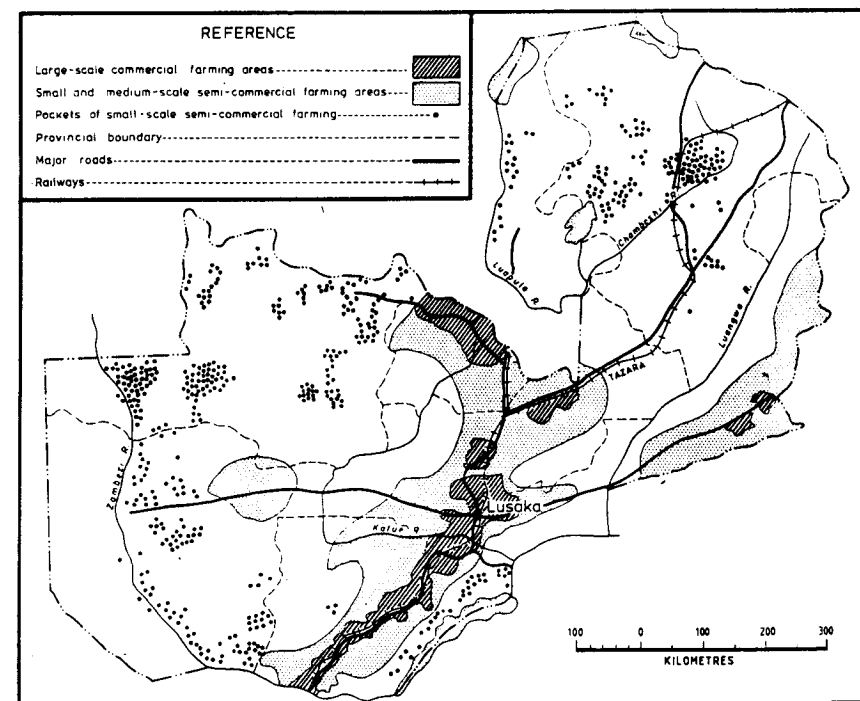 REFERENCE
Large-scale commercial farming areas
Small and medium-scale semi-commercial farming areas
Pockets of small-scale semi-commercial farming
Provincial boundary
Major roads
Railways
Chambeshi
Luapula R.
Luangwa R.
TAZARA
Zambezi R.
Lusaka
Kafue R.
100 0 100 200 300
KILOMETRES